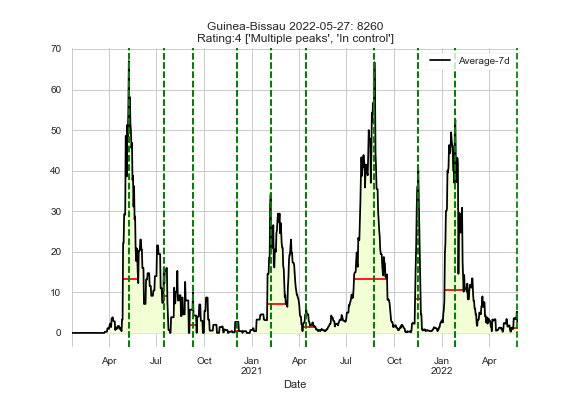 Guinea-Bissau 2022-05-27: 8260
Rating:4 ['Multiple peaks', 'In control']
70
60
50
40
30
20
10
0
Average-7d
Apr Jul Oct Jan Apr Jul Oct Jan Apr
2021 2022
Date